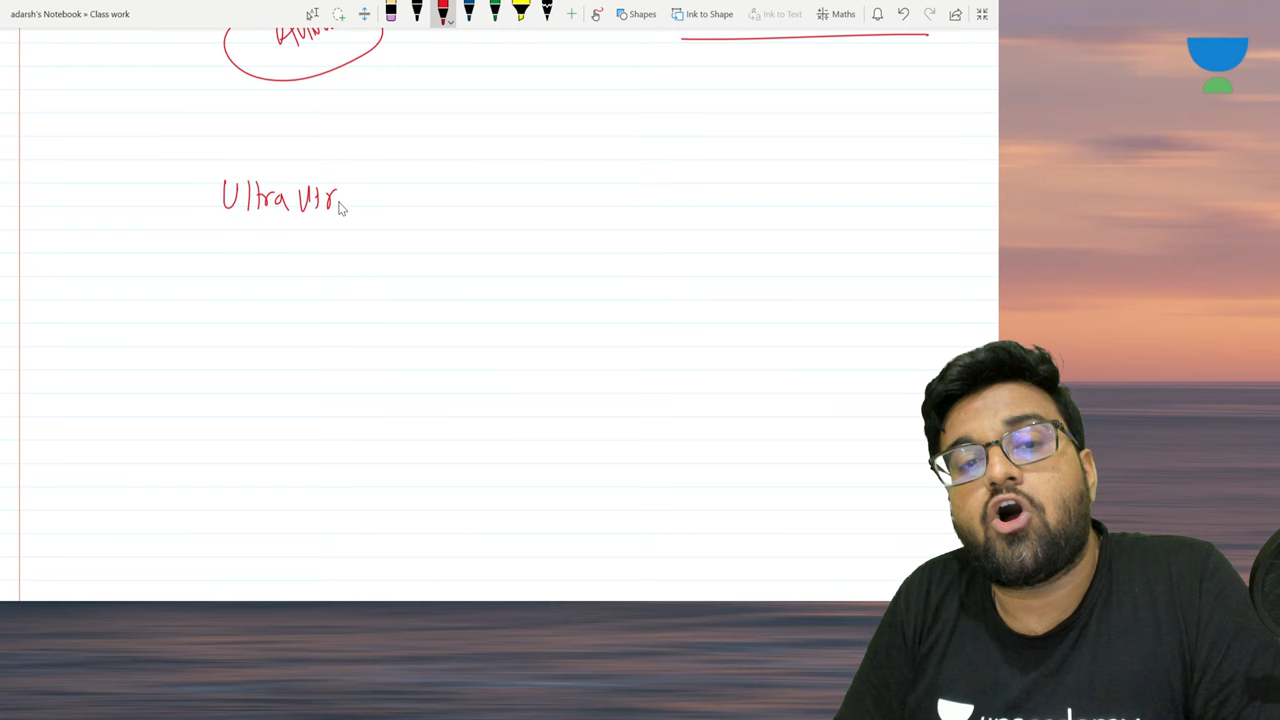 adarsh's Notebook » Class work
Shapes
Ink to Shape
Ink to Text
Maths
Ultra Vir